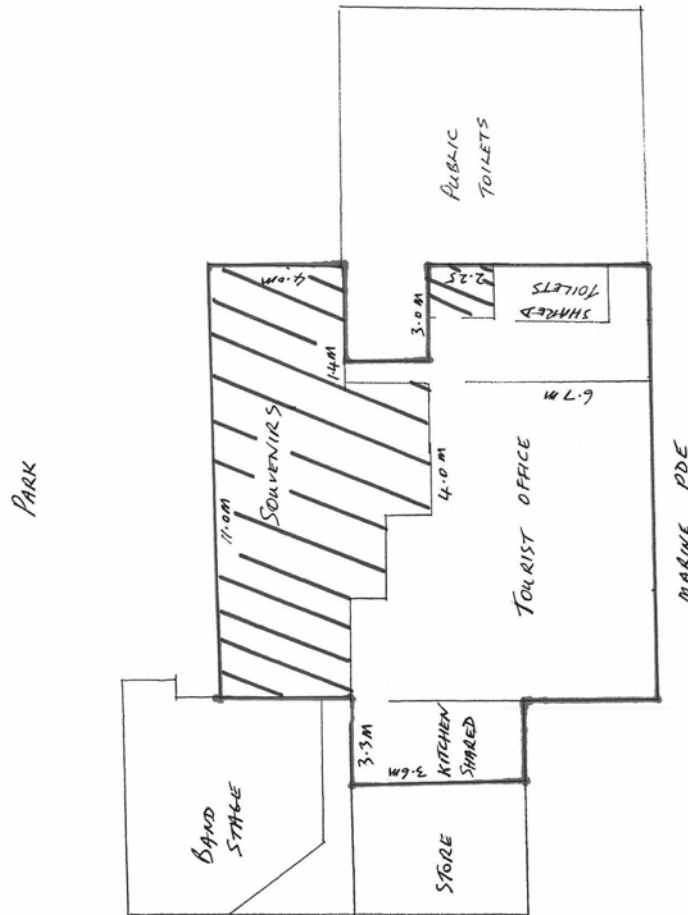 PARK
BAND
STAGE
STORE
11.0M
SOUVENIRS
4.0M
1.4M
3.3M
3.6M
KITCHEN
SHARED
TOURIST OFFICE
4.0M
6.7M
3.0M
2.25
SHARED
TOILETS
PUBLIC
TOILETS
MARINE PDE